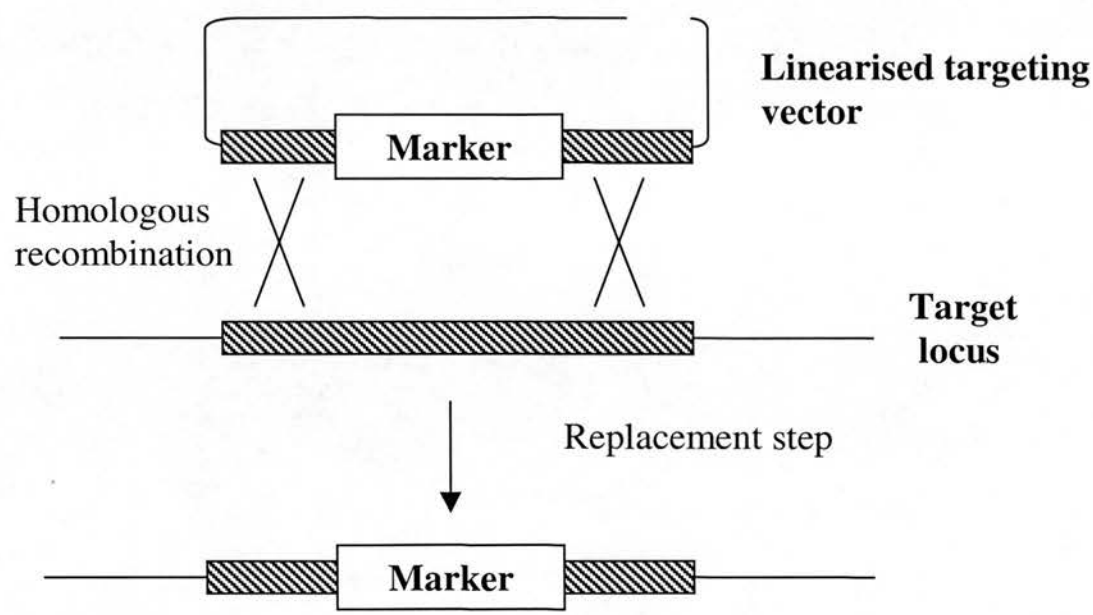 Linearised targeting
vector
Marker
Homologous
recombination
Target
locus
Replacement step
Marker